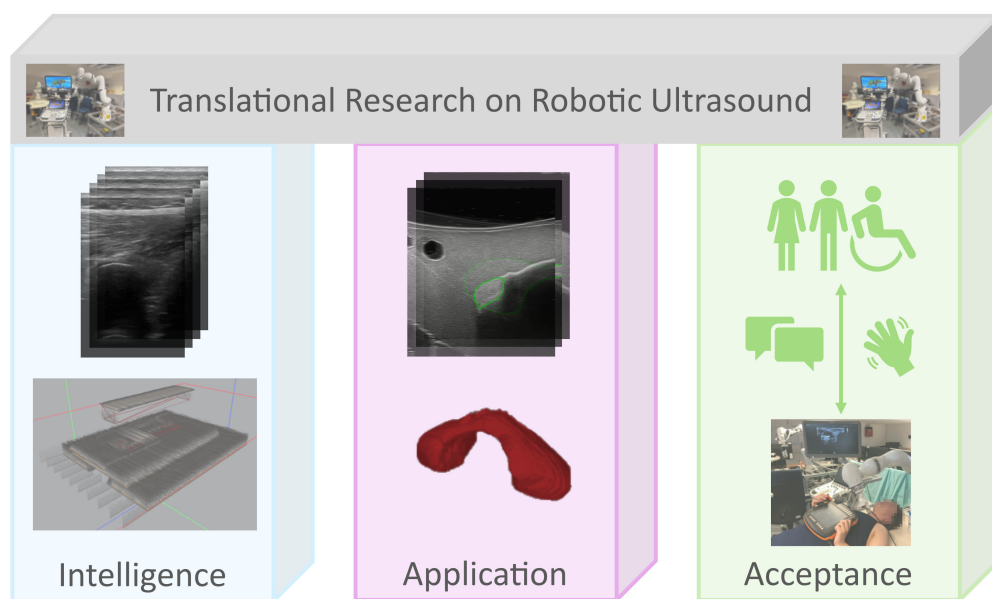 Translational Research on Robotic Ultrasound
Intelligence
Application
Acceptance